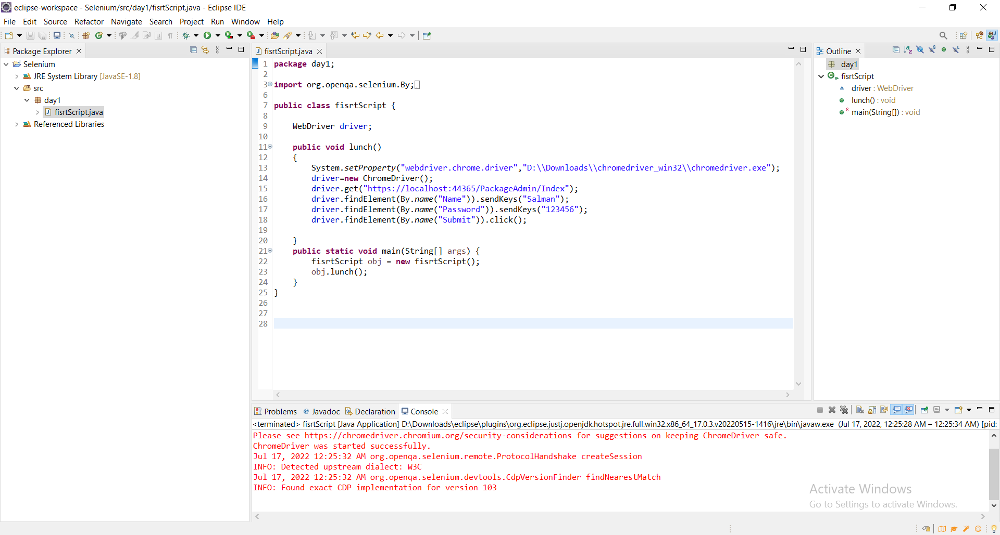 eclipse-workspace - Selenium/src/day1/fisrtScript.java - Eclipse IDE
File Edit Source Refactor Navigate Search Project Run Window Help
Package Explorer
Selenium
JRE System Library [JavaSE-1.8]
src
day1
fisrtScript.java
Referenced Libraries
fisrtScript.java
1 package day1;
2
3 import org.openqa.selenium.By;
6
7 public class fisrtScript {
8
9 WebDriver driver;
10
11 public void lunch()
12 {
13 System.setProperty("webdriver.chrome.driver","D:\\Downloads\\chromedriver_win32\\chromedriver.exe");
14 driver=new ChromeDriver();
15 driver.get("https://localhost:44365/PackageAdmin/Index");
16 driver.findElement(By.name("Name")).sendKeys("Salman");
17 driver.findElement(By.name("Password")).sendKeys("123456");
18 driver.findElement(By.name("Submit")).click();
19
20 }
21 public static void main(String[] args) {
22 fisrtScript obj = new fisrtScript();
23 obj.lunch();
24 }
25 }
26
27
28
Outline
day1
fisrtScript
driver : WebDriver
lunch() : void
main(String[]) : void
Problems @ Javadoc Declaration Console
<terminated> fisrtScript [Java Application] D:\Downloads\eclipse\plugins\org.eclipse.justj.openjdk.hotspot.jre.full.win32.x86_64_17.0.3.v20220515-1416\jre\bin\javaw.exe (Jul 17, 2022, 12:25:28 AM – 12:25:34 AM) [pid:
Please see https://chromedriver.chromium.org/security-considerations for suggestions on keeping ChromeDriver safe.
ChromeDriver was started successfully.
Jul 17, 2022 12:25:32 AM org.openqa.selenium.remote.ProtocolHandshake createSession
INFO: Detected upstream dialect: W3C
Jul 17, 2022 12:25:32 AM org.openqa.selenium.devtools.CdpVersionFinder findNearestMatch
INFO: Found exact CDP implementation for version 103
Activate Windows
Go to Settings to activate Windows.